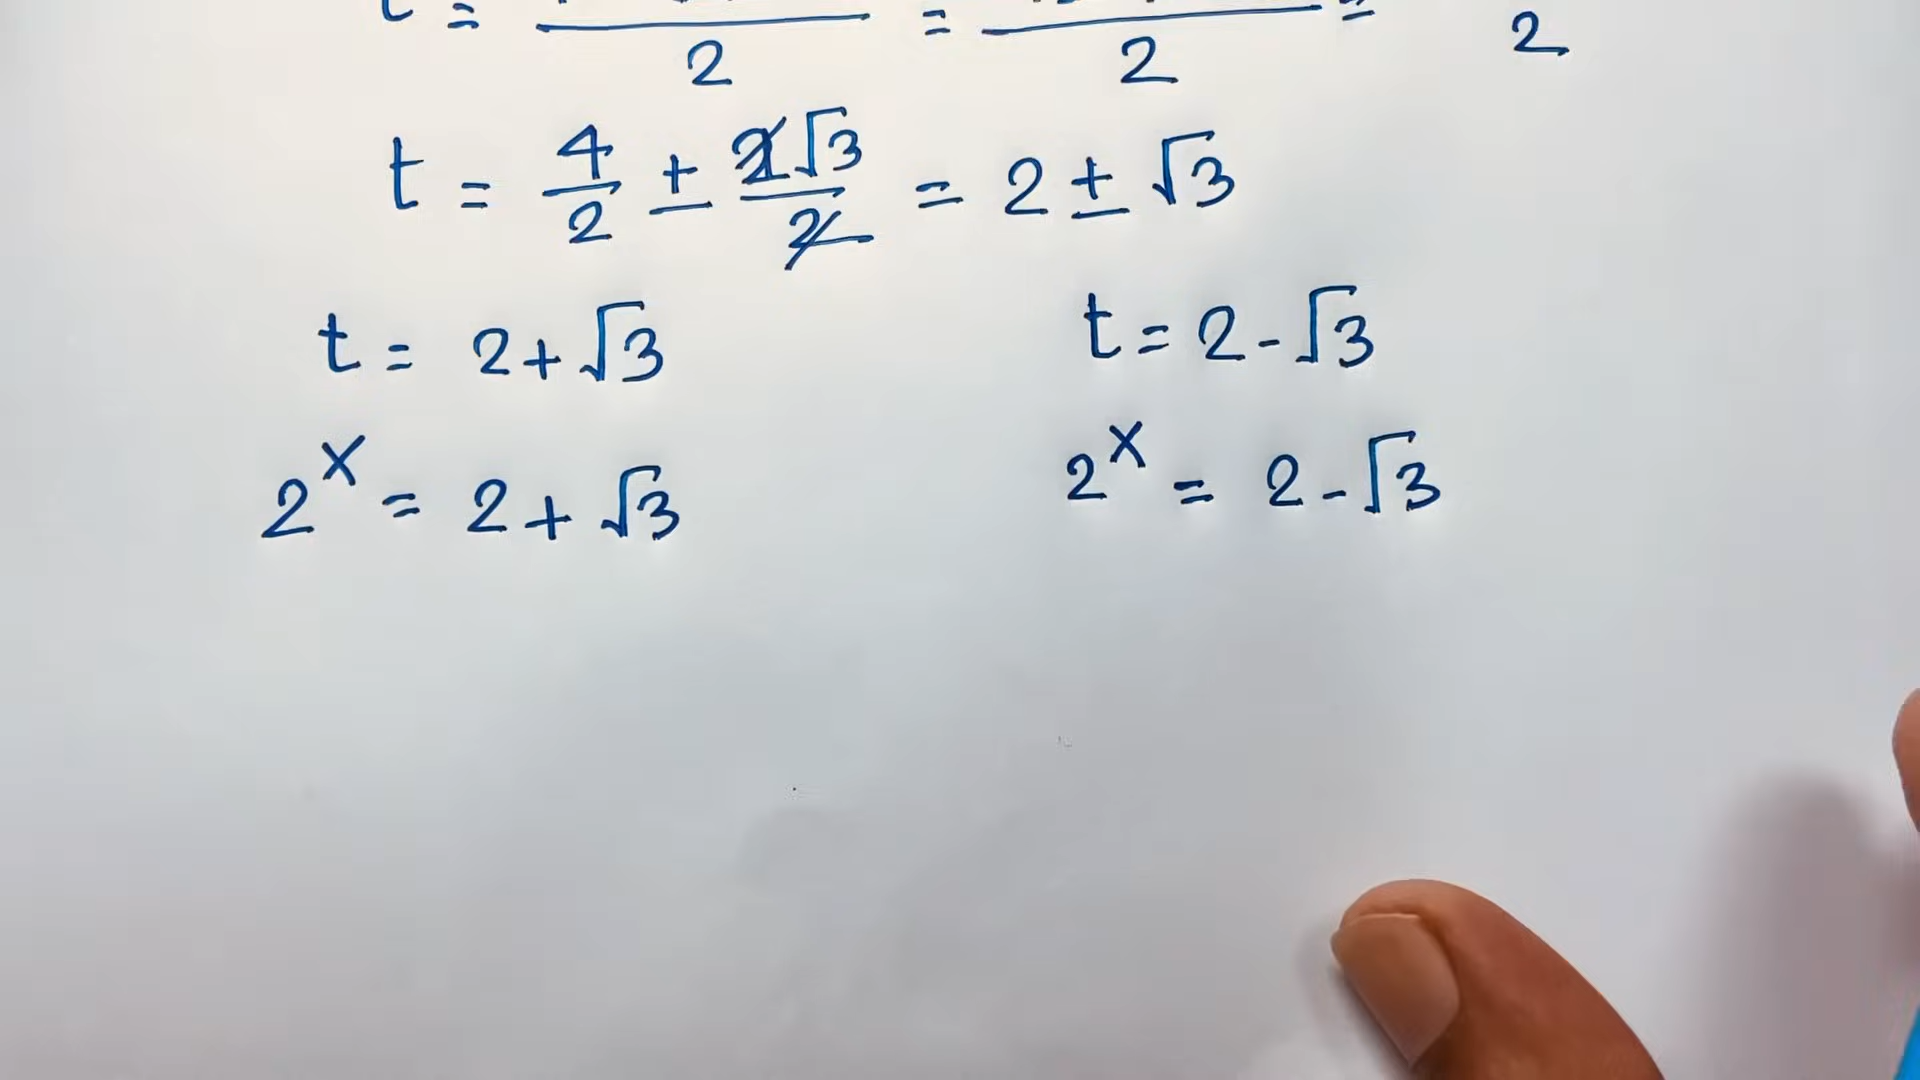 t = 2 = 2 = 2
t = 4/2 ± 2√3/2 = 2 ± √3
t = 2 + √3 t = 2 - √3
2^x = 2 + √3 2^x = 2 - √3